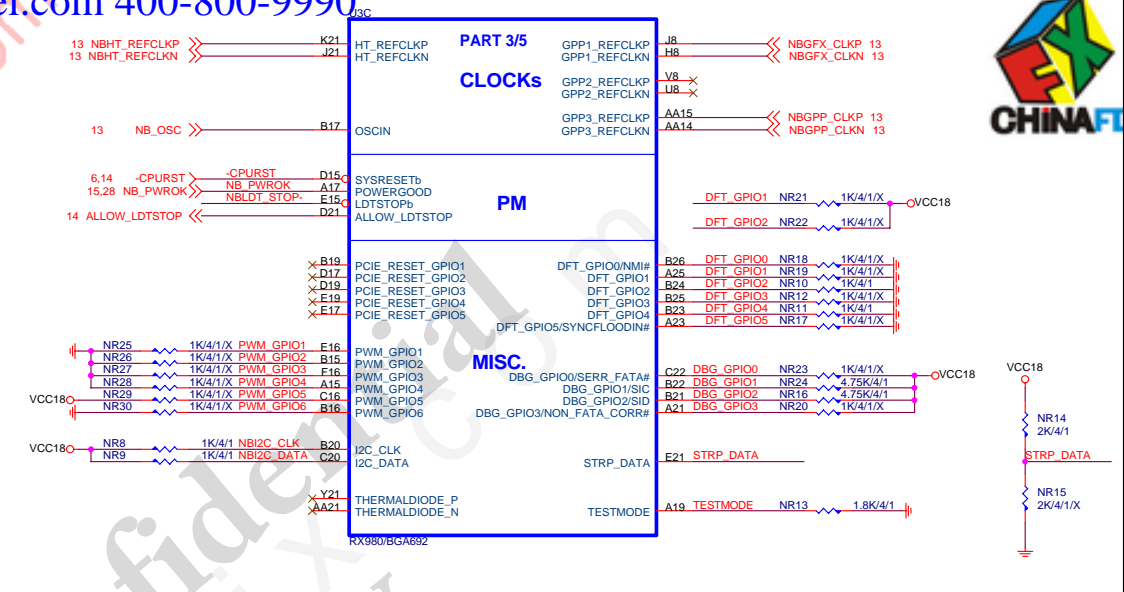 ei.com 400-800-9990
U3C
CHINAFI
PART 3/5
CLOCKs
13 NBHT_REFCLKP K21 HT_REFCLKP
13 NBHT_REFCLKN J21 HT_REFCLKN
GPP1_REFCLKP J8 NBGFX_CLKP 13
GPP1_REFCLKN H8 NBGFX_CLKN 13
GPP2_REFCLKP V8
GPP2_REFCLKN U8
GPP3_REFCLKP AA15 NBGPP_CLKP 13
GPP3_REFCLKN AA14 NBGPP_CLKN 13
13 NB_OSC B17 OSCIN
PM
6,14 -CPURST -CPURST D15 SYSRESETb
15,28 NB_PWROK NB_PWROK A17 POWERGOOD
NBLDT_STOP- E15 LDTSTOPb
14 ALLOW_LDTSTOP D21 ALLOW_LDTSTOP
DFT_GPIO1 NR21 1K/4/1/X VCC18
DFT_GPIO2 NR22 1K/4/1/X
MISC.
B19 PCIE_RESET_GPIO1
D17 PCIE_RESET_GPIO2
D19 PCIE_RESET_GPIO3
E19 PCIE_RESET_GPIO4
E17 PCIE_RESET_GPIO5
DFT_GPIO0/NMI# B26 DFT_GPIO0 NR18 1K/4/1/X
DFT_GPIO1 A25 DFT_GPIO1 NR19 1K/4/1/X
DFT_GPIO2 B24 DFT_GPIO2 NR10 1K/4/1
DFT_GPIO3 B25 DFT_GPIO3 NR12 1K/4/1/X
DFT_GPIO4 B23 DFT_GPIO4 NR11 1K/4/1
DFT_GPIO5/SYNCFLOODIN# A23 DFT_GPIO5 NR17 1K/4/1/X
NR25 1K/4/1/X PWM_GPIO1 E16 PWM_GPIO1
NR26 1K/4/1/X PWM_GPIO2 B15 PWM_GPIO2
NR27 1K/4/1/X PWM_GPIO3 F16 PWM_GPIO3
NR28 1K/4/1/X PWM_GPIO4 A15 PWM_GPIO4
VCC18 NR29 1K/4/1/X PWM_GPIO5 C16 PWM_GPIO5
NR30 1K/4/1/X PWM_GPIO6 B16 PWM_GPIO6
DBG_GPIO0/SERR_FATA# C22 DBG_GPIO0 NR23 1K/4/1/X VCC18
DBG_GPIO1/SIC B22 DBG_GPIO1 NR24 4.75K/4/1
DBG_GPIO2/SID B21 DBG_GPIO2 NR16 4.75K/4/1
DBG_GPIO3/NON_FATA_CORR# A21 DBG_GPIO3 NR20 1K/4/1/X
VCC18 NR8 1K/4/1 NBI2C_CLK B20 I2C_CLK
NR9 1K/4/1 NBI2C_DATA C20 I2C_DATA
STRP_DATA E21 STRP_DATA
Y21 THERMALDIODE_P
AA21 THERMALDIODE_N
TESTMODE A19 TESTMODE NR13 1.8K/4/1
RX980/BGA692
VCC18
NR14
2K/4/1
STRP_DATA
NR15
2K/4/1/X
fidential